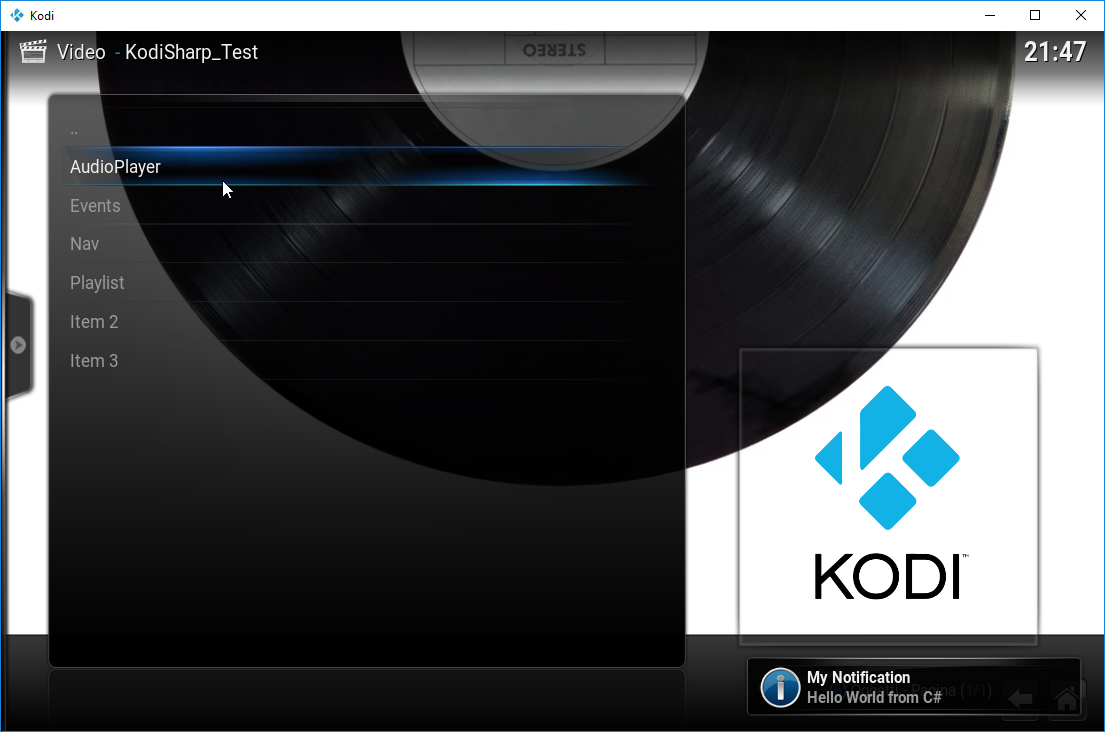 Kodi
Video - KodiSharp_Test
21:47
STEREO
..
AudioPlayer
Events
Nav
Playlist
Item 2
Item 3
KODI™
My Notification
Hello World from C#
Pagina (1/1)